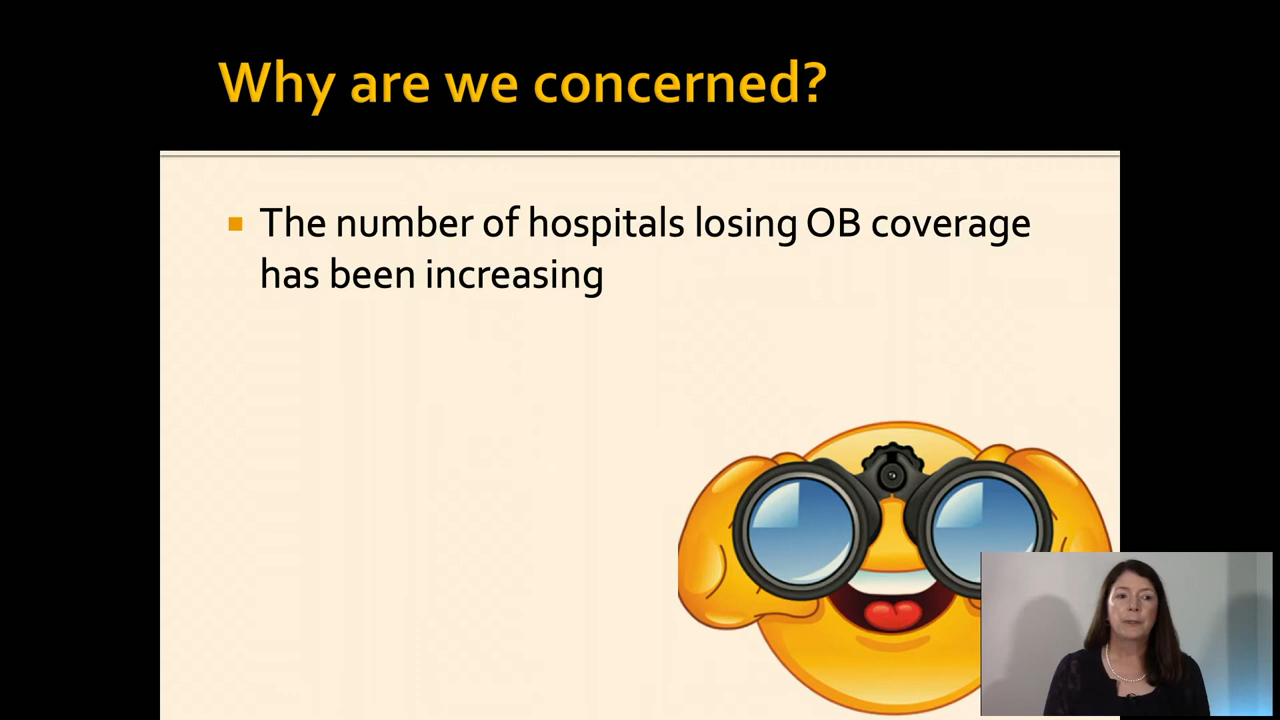 Why are we concerned?
The number of hospitals losing OB coverage
has been increasing